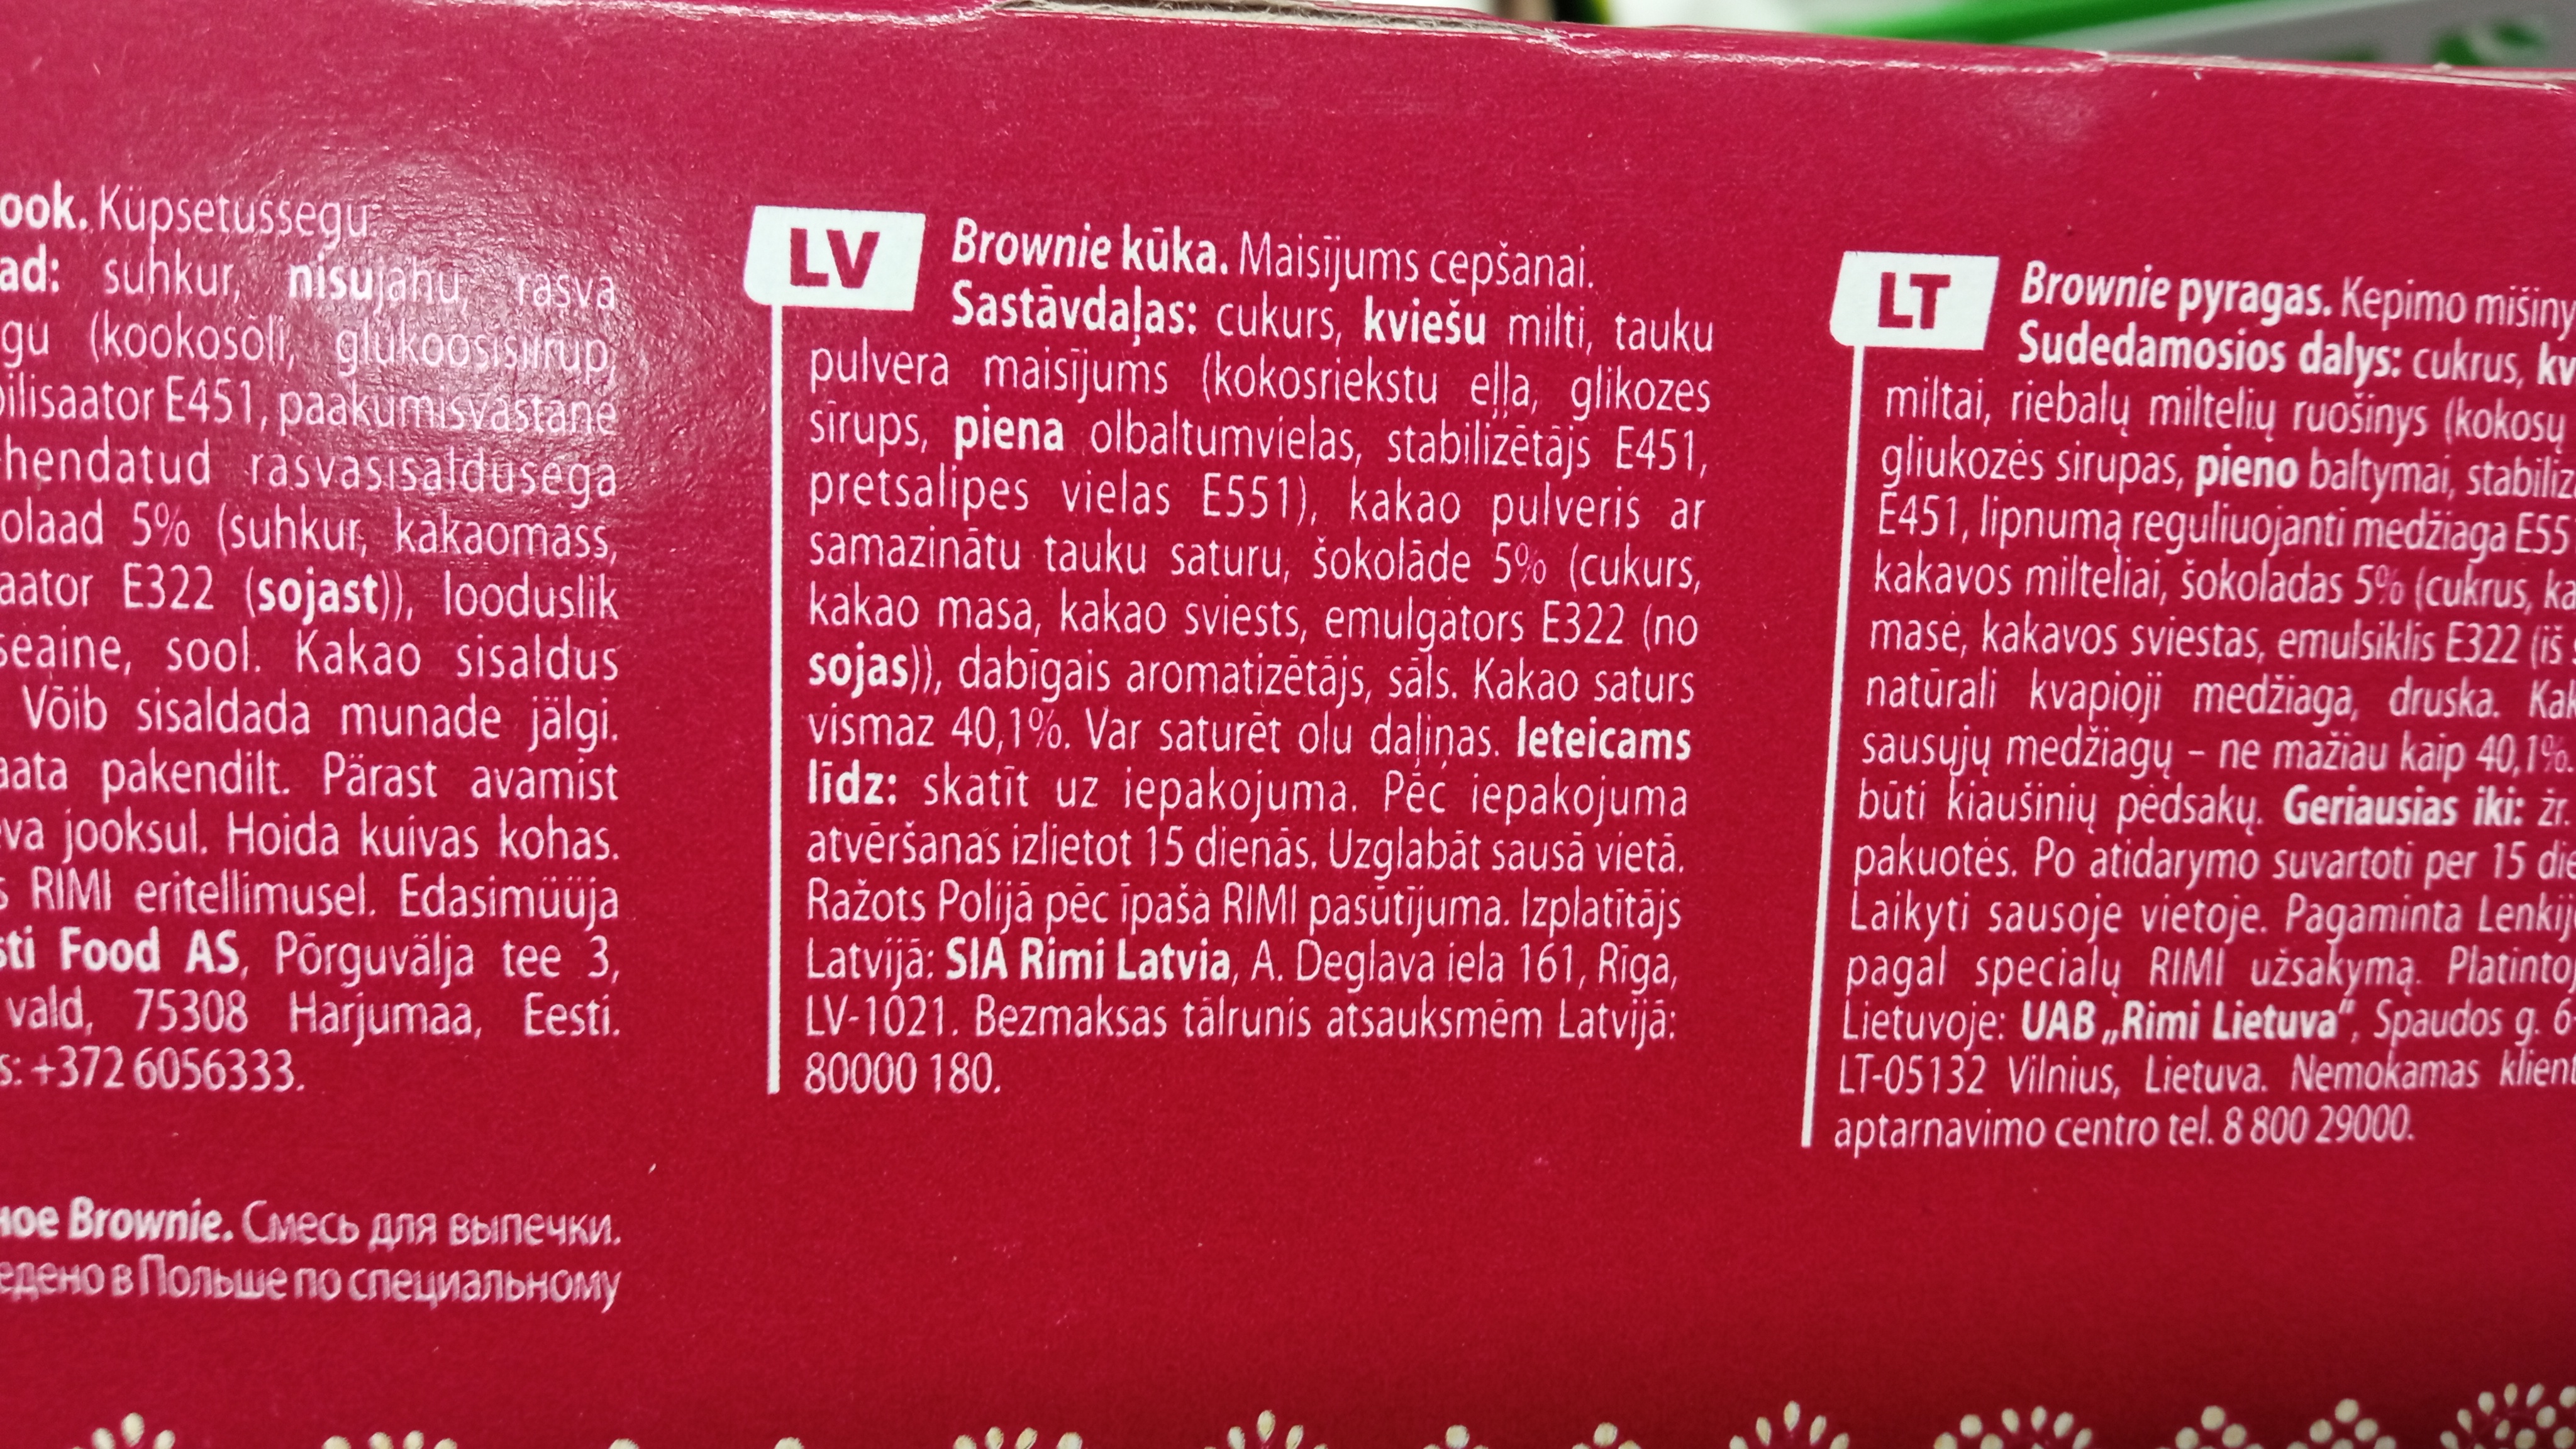 ook. Küpsetussegu
ad: suhkur, nisujahu, rasva
gu (kookosõli, glükoosisiirup,
bilisaator E451, paakumisvastane
hendatud rasvasisaldusega
olaad 5% (suhkur, kakaomass,
aator E322 (sojast)), looduslik
seaine, sool. Kakao sisaldus
Võib sisaldada munade jälgi.
aata pakendilt. Pärast avamist
eva jooksul. Hoida kuivas kohas.
s RIMI eritellimusel. Edasimüüja
sti Food AS, Põrguvälja tee 3,
vald, 75308 Harjumaa, Eesti.
s: +372 6056333.
ное Brownie. Смесь для выпечки.
едено в Польше по специальному
LV
Brownie kūka. Maisījums cepšanai.
Sastāvdaļas: cukurs, kviešu milti, tauku
pulvera maisījums (kokosriekstu eļļa, glikozes
sīrups, piena olbaltumvielas, stabilizētājs E451,
pretsalipes vielas E551), kakao pulveris ar
samazinātu tauku saturu, šokolāde 5% (cukurs,
kakao masa, kakao sviests, emulgators E322 (no
sojas)), dabīgais aromatizētājs, sāls. Kakao saturs
vismaz 40,1%. Var saturēt olu daļiņas. Ieteicams
līdz: skatīt uz iepakojuma. Pēc iepakojuma
atvēršanas izlietot 15 dienās. Uzglabāt sausā vietā.
Ražots Polijā pēc īpaša RIMI pasūtījuma. Izplatītājs
Latvijā: SIA Rimi Latvia, A. Deglava iela 161, Rīga,
LV-1021. Bezmaksas tālrunis atsauksmēm Latvijā:
80000 180.
LT
Brownie pyragas. Kepimo mišiny
Sudedamosios dalys: cukrus, kv
miltai, riebalų miltelių ruošinys (kokosų
gliukozės sirupas, pieno baltymai, stabiliz
E451, lipnumą reguliuojanti medžiaga E55
kakavos milteliai, šokoladas 5% (cukrus, ka
masė, kakavos sviestas, emulsiklis E322 (iš
natūrali kvapioji medžiaga, druska. Kak
sausųjų medžiagų – ne mažiau kaip 40,1%.
būti kiaušinių pėdsakų. Geriausias iki: žr.
pakuotės. Po atidarymo suvartoti per 15 die
Laikyti sausoje vietoje. Pagaminta Lenkij
pagal specialų RIMI užsakymą. Platinto
Lietuvoje: UAB „Rimi Lietuva“, Spaudos g. 6
LT-05132 Vilnius, Lietuva. Nemokamas klient
aptarnavimo centro tel. 8 800 29000.